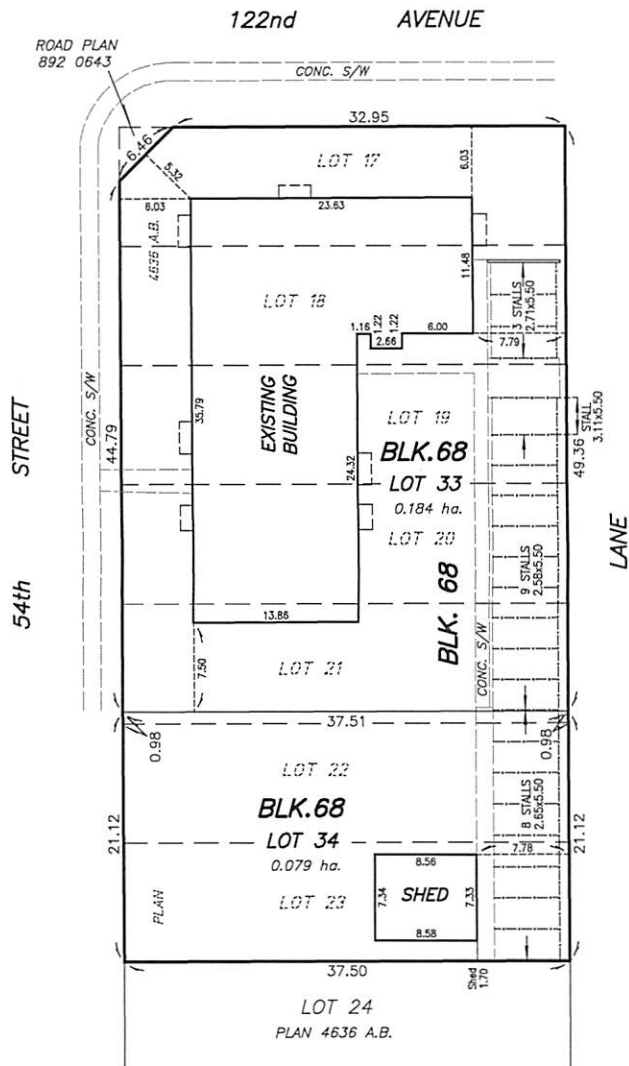 122nd AVENUE
ROAD PLAN
892 0643
CONC. S/W
32.95
6.46
5.32
LOT 17
6.03
6.03
23.63
4636 A.B.
11.48
LOT 18
3 STALLS
2.71x5.50
1.16
1.22
1.22
2.66
6.00
7.79
35.79
EXISTING
BUILDING
LOT 19
STALL
3.11x5.50
49.36
CONC. S/W
44.79
STREET
54th
BLK.68
24.32
LOT 33
0.184 ha.
LOT 20
9 STALLS
2.58x5.50
LANE
BLK. 68
13.86
CONC. S/W
7.50
LOT 21
37.51
0.98
0.98
LOT 22
BLK.68
8 STALLS
2.65x5.50
21.12
LOT 34
21.12
7.78
0.079 ha.
8.56
PLAN
LOT 23
7.34
SHED
7.33
8.58
37.50
Shed
1.70
LOT 24
PLAN 4636 A.B.